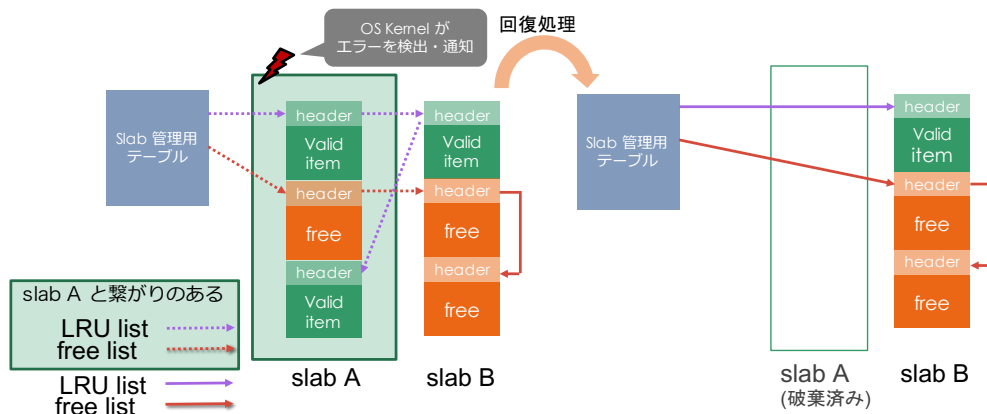 OS Kernel が
エラーを検出・通知
回復処理
Slab 管理用
テーブル
header
Valid
item
header
free
header
Valid
item
slab A
header
Valid
item
header
free
header
free
slab B
slab A と繋がりのある
LRU list
free list
LRU list
free list
Slab 管理用
テーブル
slab A
(破棄済み)
header
Valid
item
header
free
header
free
slab B